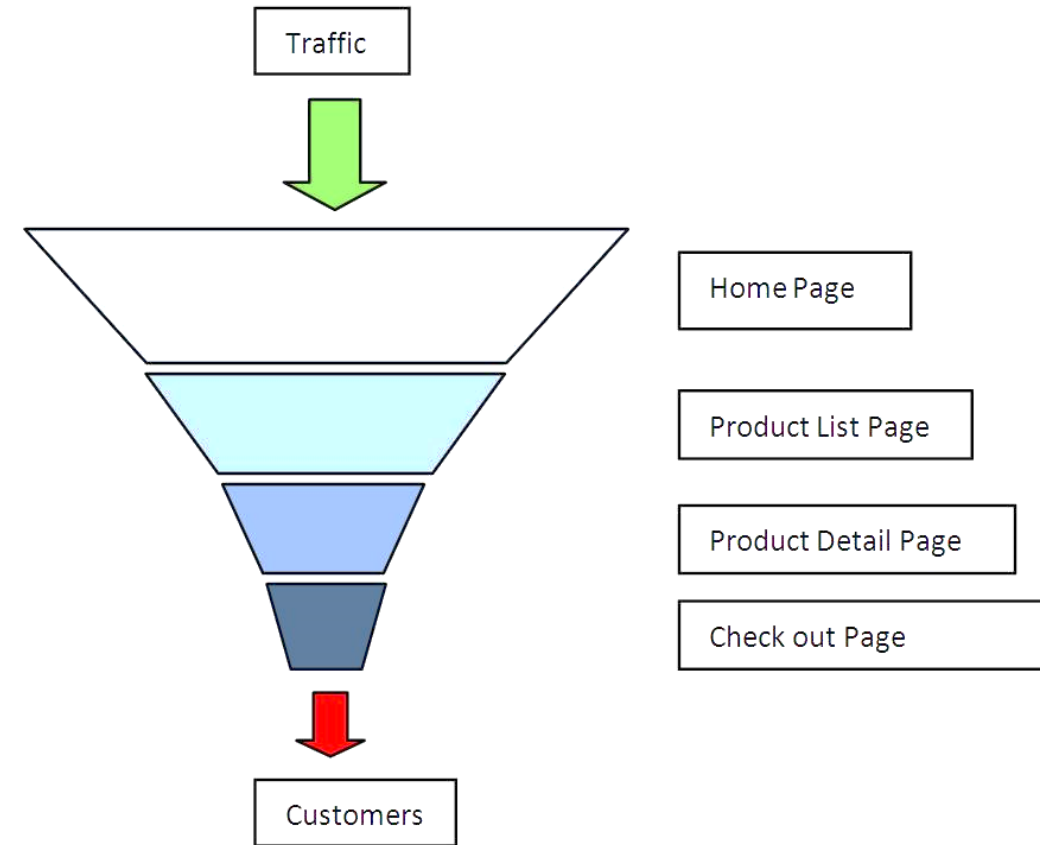 Traffic
Home Page
Product List Page
Product Detail Page
Check out Page
Customers